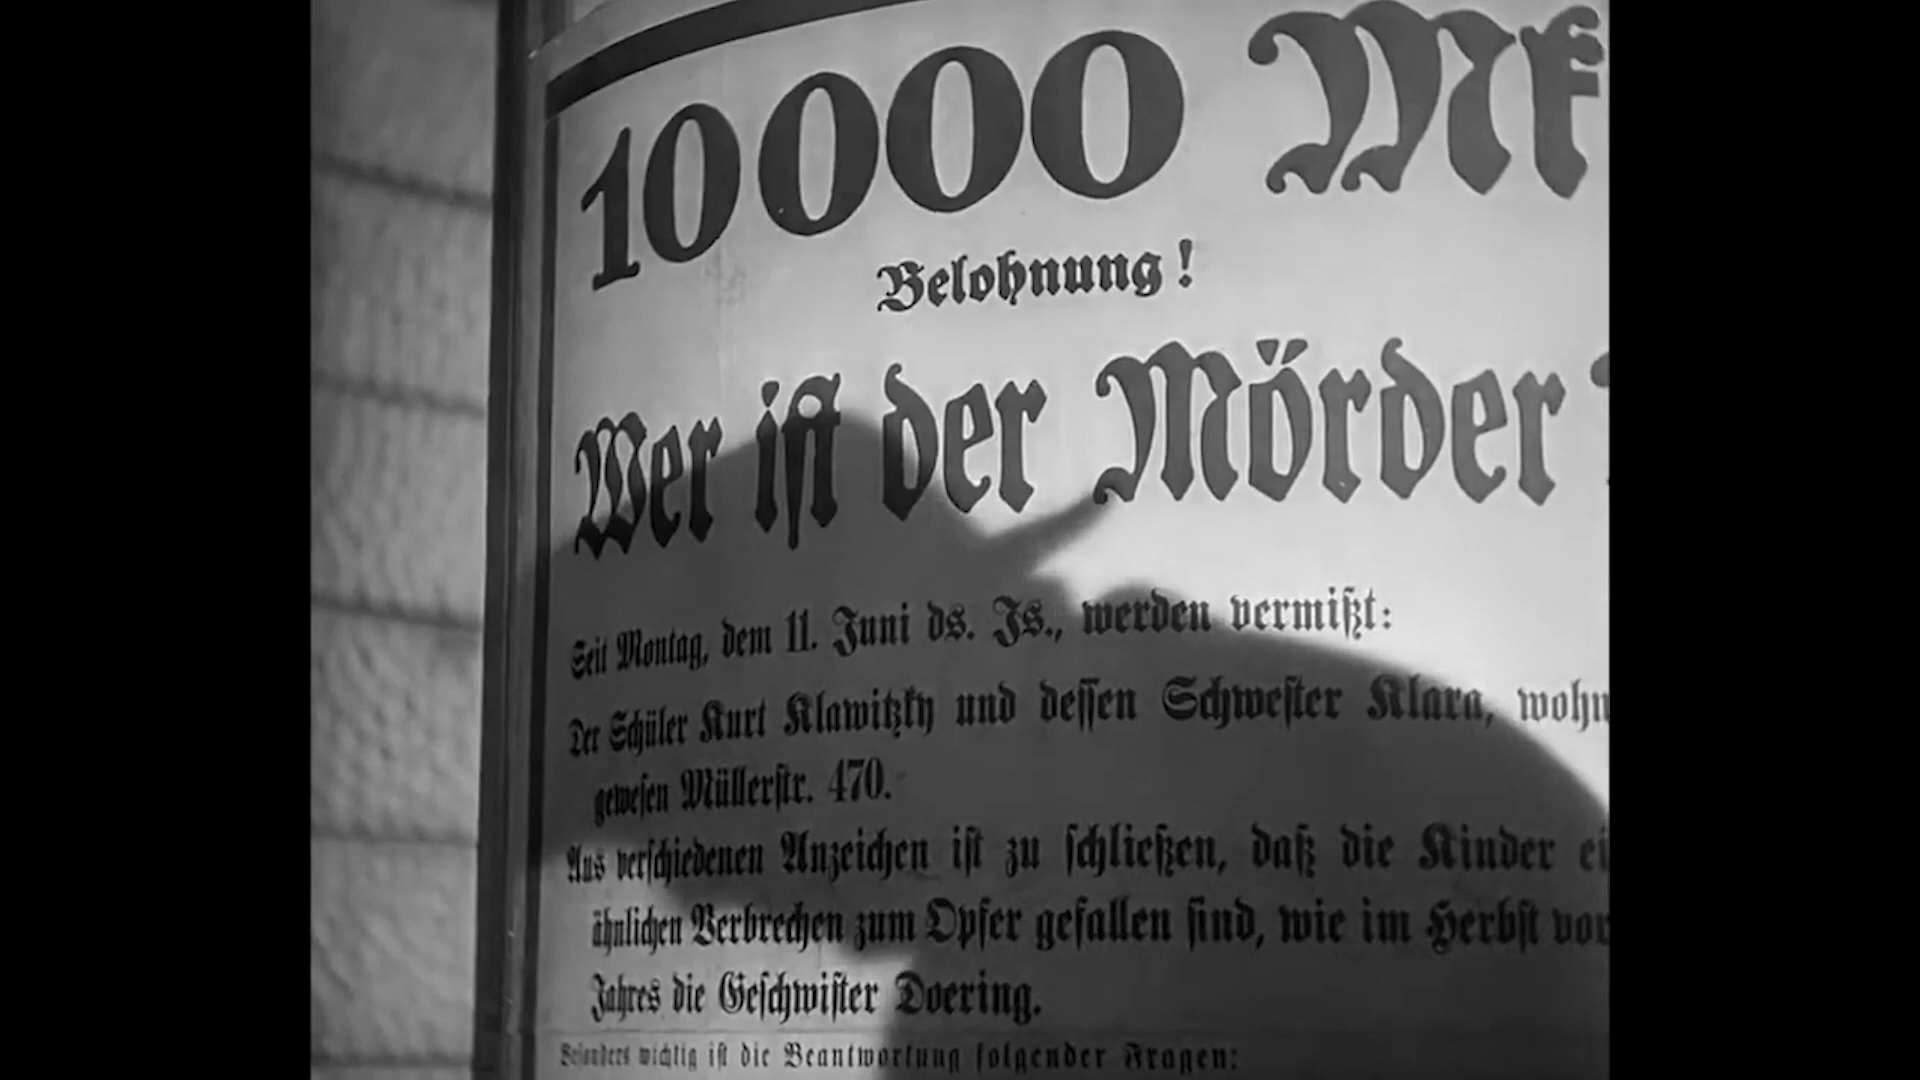 10000 Mk
Belohnung!
Wer ist der Mörder
Seit Montag, dem 11. Juni ds. Js., werden vermißt:
Der Schüler Kurt Klawitzky und dessen Schwester Klara, wohn
gewesen Müllerstr. 470.
Aus verschiedenen Anzeichen ist zu schließen, daß die Kinder ei
ähnlichen Verbrechen zum Opfer gefallen sind, wie im Herbst vor
Jahres die Geschwister Doering.
Besonders wichtig ist die Beantwortung folgender Fragen: